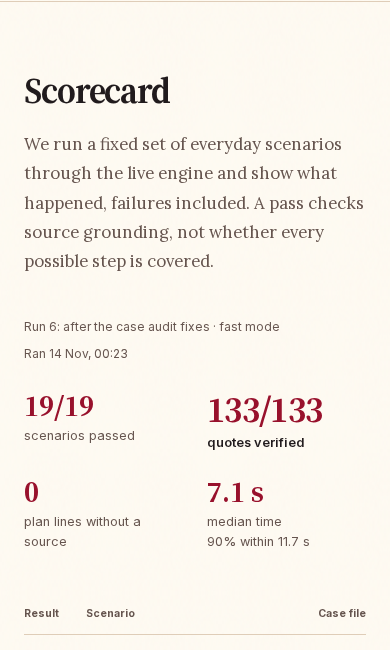 Scorecard
We run a fixed set of everyday scenarios
through the live engine and show what
happened, failures included. A pass checks
source grounding, not whether every
possible step is covered.
Run 6: after the case audit fixes · fast mode
Ran 14 Nov, 00:23
19/19
scenarios passed
133/133
quotes verified
0
plan lines without a
source
7.1 s
median time
90% within 11.7 s
Result Scenario Case file